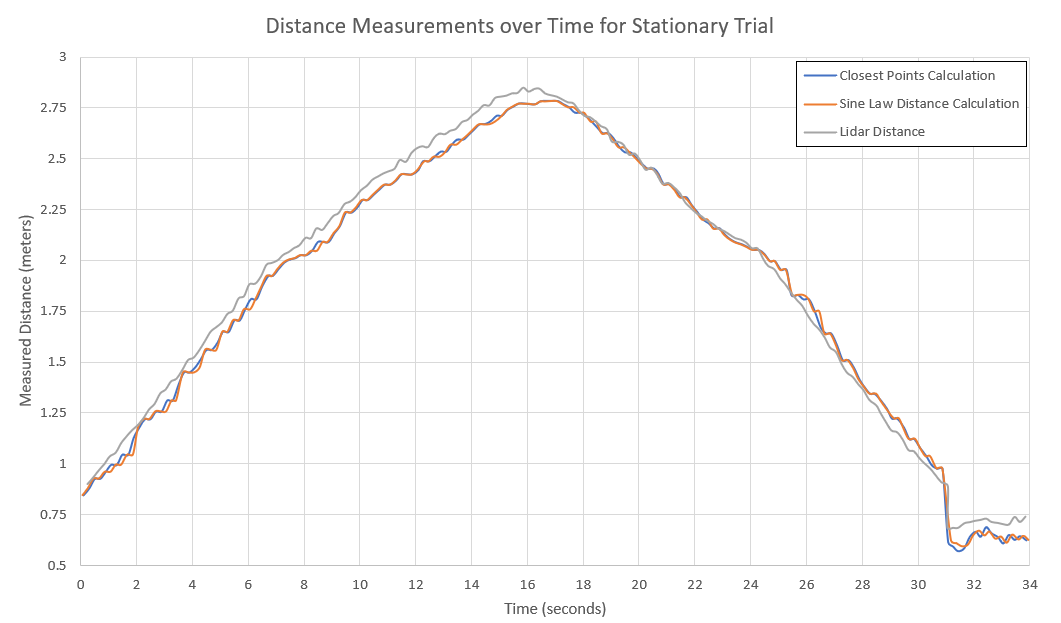 Distance Measurements over Time for Stationary Trial
3
2.75
2.5
2.25
2
1.75
1.5
1.25
1
0.75
0.5
Measured Distance (meters)
Closest Points Calculation
Sine Law Distance Calculation
Lidar Distance
0 2 4 6 8 10 12 14 16 18 20 22 24 26 28 30 32 34
Time (seconds)